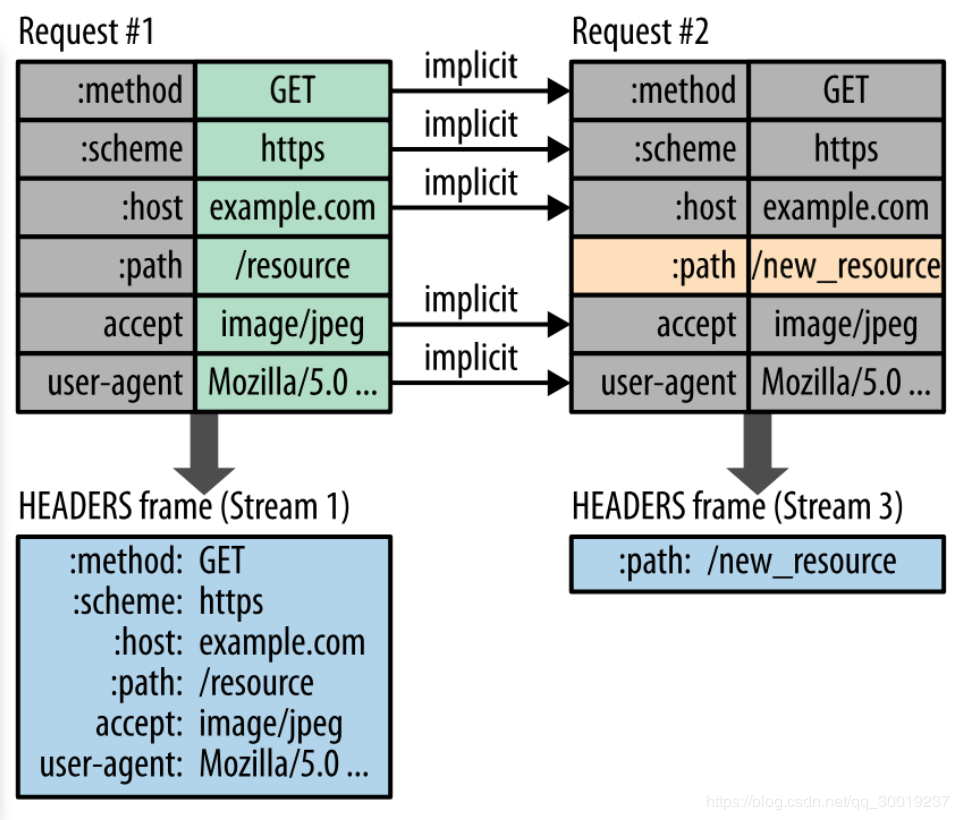 Request #1
:method GET
:scheme https
:host example.com
:path /resource
accept image/jpeg
user-agent Mozilla/5.0 ...
implicit
implicit
implicit
implicit
implicit
Request #2
:method GET
:scheme https
:host example.com
:path /new_resource
accept image/jpeg
user-agent Mozilla/5.0 ...
HEADERS frame (Stream 1)
:method: GET
:scheme: https
:host: example.com
:path: /resource
accept: image/jpeg
user-agent: Mozilla/5.0 ...
HEADERS frame (Stream 3)
:path: /new_resource
https://blog.csdn.net/qq_30019237